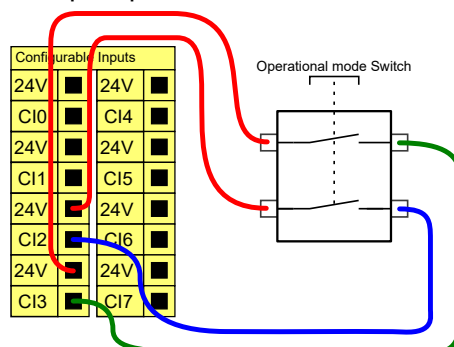 Configurable Inputs
Operational mode Switch
24V 24V
CI0 CI4
24V 24V
CI1 CI5
24V 24V
CI2 CI6
24V 24V
CI3 CI7